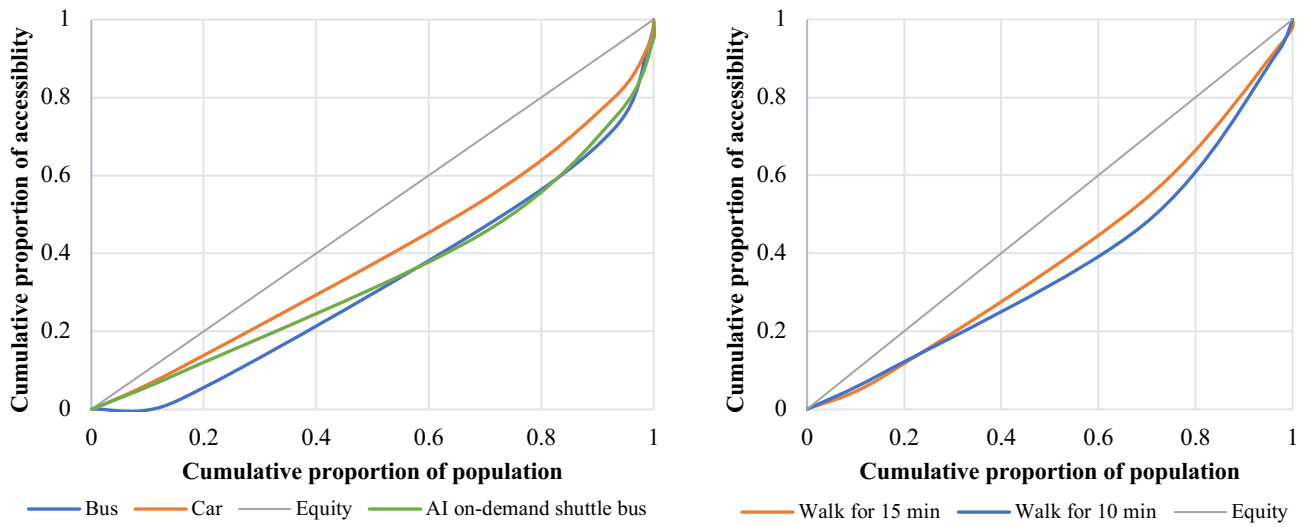 Cumulative proportion of accessiblity
1
0.8
0.6
0.4
0.2
0
0 0.2 0.4 0.6 0.8 1
Cumulative proportion of population
Bus Car Equity AI on-demand shuttle bus
Cumulative proportion of accessiblity
1
0.8
0.6
0.4
0.2
0
0 0.2 0.4 0.6 0.8 1
Cumulative proportion of population
Walk for 15 min Walk for 10 min Equity